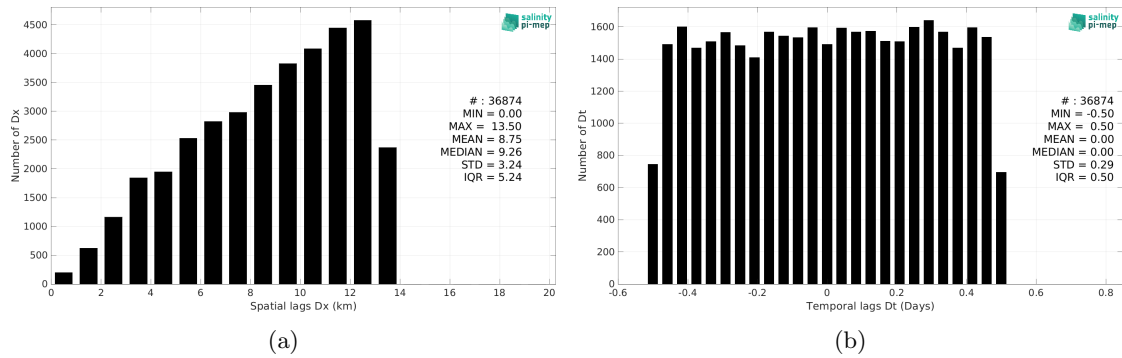 4500
4000
3500
3000
2500
2000
1500
1000
500
0
Number of Dx
0 2 4 6 8 10 12 14 16 18 20
Spatial lags Dx (km)
salinity
pi-mep
# : 36874
MIN = 0.00
MAX = 13.50
MEAN = 8.75
MEDIAN = 9.26
STD = 3.24
IQR = 5.24
(a)
1600
1400
1200
1000
800
600
400
200
0
Number of Dt
-0.6 -0.4 -0.2 0 0.2 0.4 0.6 0.8
Temporal lags Dt (Days)
salinity
pi-mep
# : 36874
MIN = -0.50
MAX = 0.50
MEAN = 0.00
MEDIAN = 0.00
STD = 0.29
IQR = 0.50
(b)